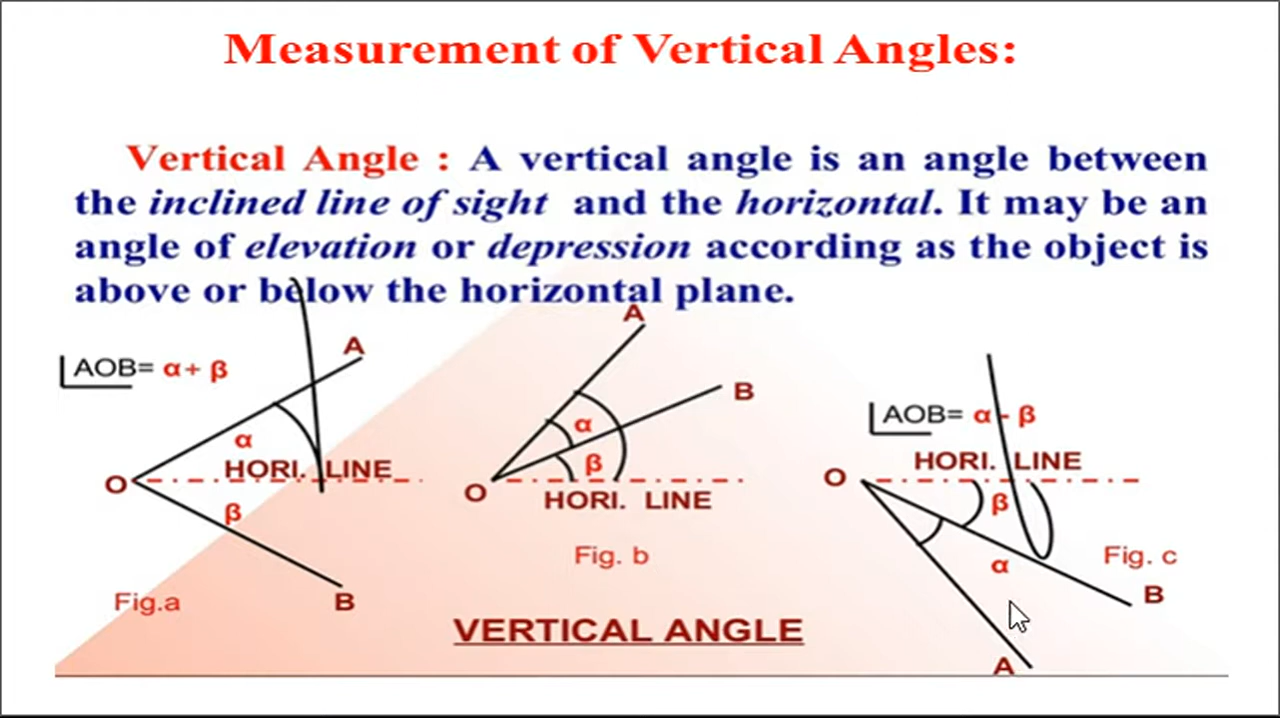 Measurement of Vertical Angles:
Vertical Angle : A vertical angle is an angle between
the inclined line of sight and the horizontal. It may be an
angle of elevation or depression according as the object is
above or below the horizontal plane.
AOB= α+ β
A
α
O
HORI. LINE
β
B
Fig.a
A
B
α
β
O
HORI. LINE
Fig. b
AOB= α - β
HORI. LINE
O
β
α
Fig. c
B
A
VERTICAL ANGLE